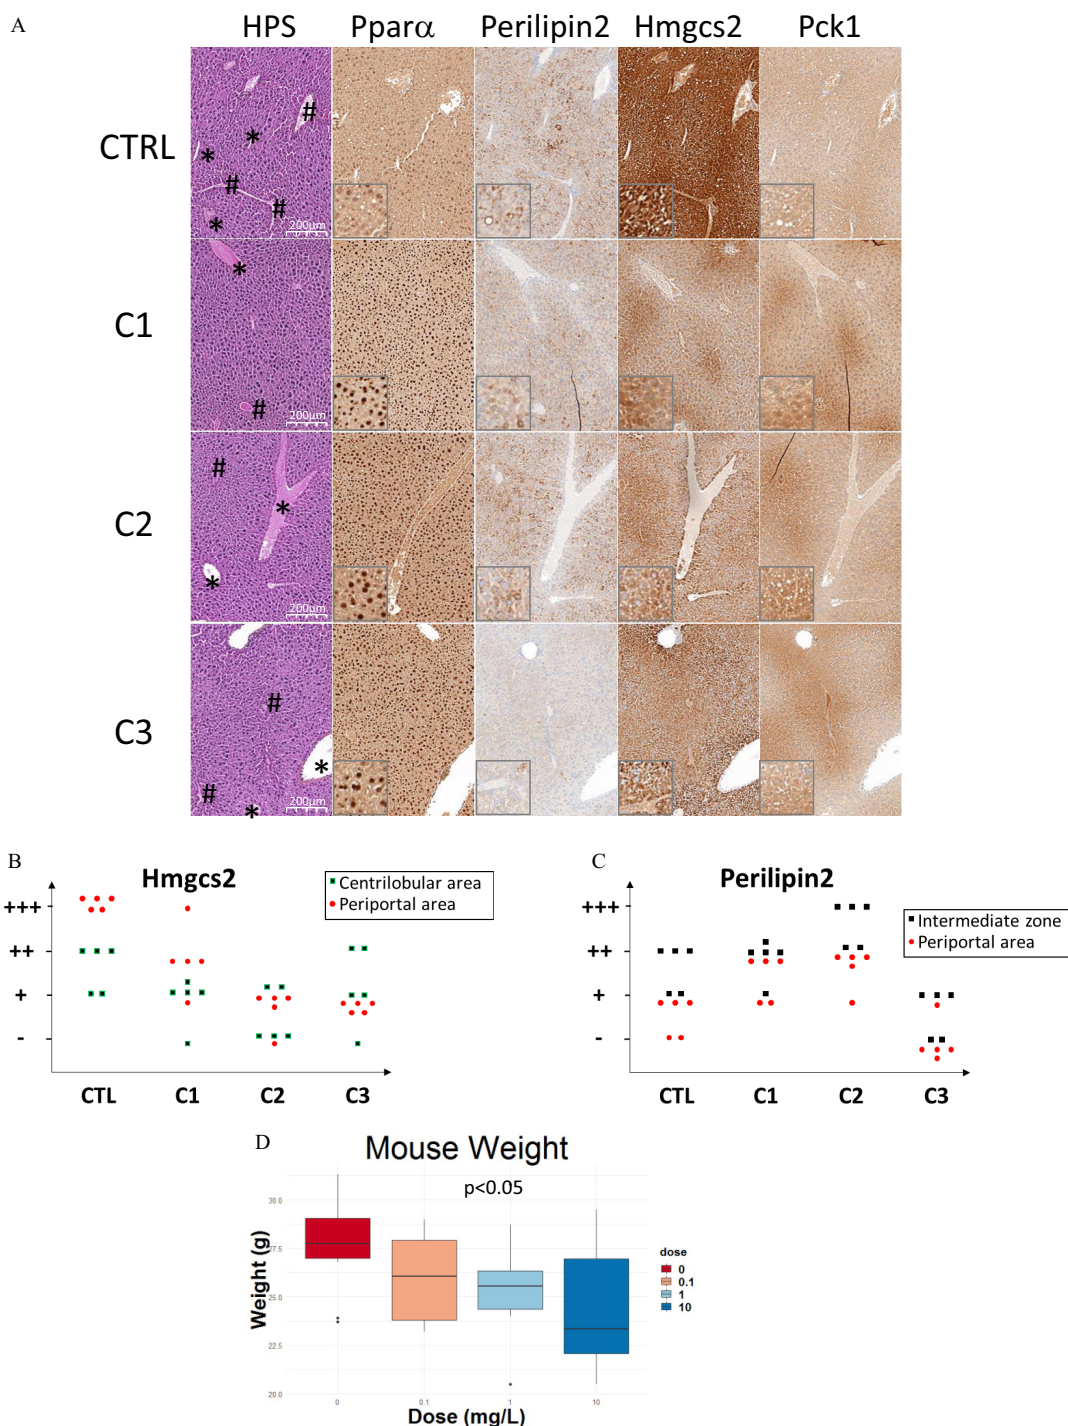 A
HPS Pparα Perilipin2 Hmgcs2 Pck1
CTRL
# * * # # *
200µm
C1
* #
200µm
C2
# * *
200µm
C3
# * # *
200µm
B
Hmgcs2
Centrilobular area
Periportal area
+++
++
+
-
CTL C1 C2 C3
C
Perilipin2
Intermediate zone
Periportal area
+++
++
+
-
CTL C1 C2 C3
D
Mouse Weight
p<0.05
Weight (g)
30.0
27.5
25.0
22.5
20.0
0 0.1 1 10
Dose (mg/L)
dose
0
0.1
1
10